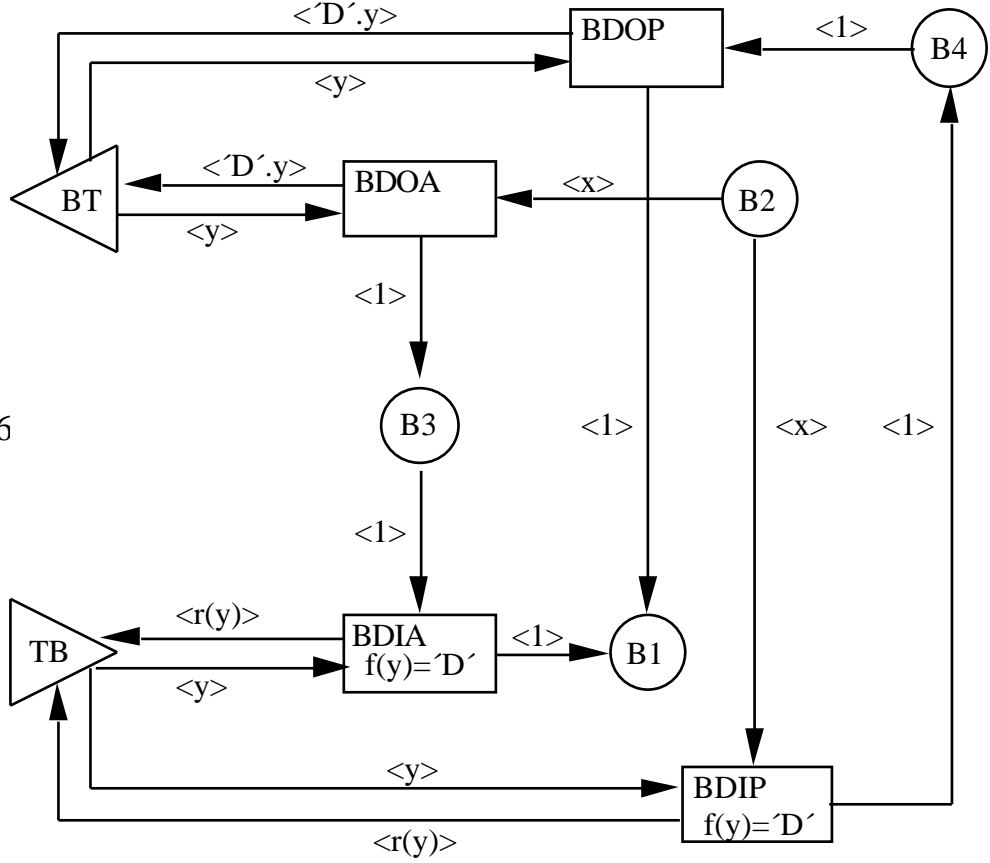 <´D´.y>
BDOP
<1>
B4
<y>
BT
<´D´.y>
BDOA
<x>
B2
<y>
<1>
6
B3
<1>
<x>
<1>
<1>
TB
<r(y)>
BDIA
f(y)=´D´
<1>
B1
<y>
<y>
BDIP
f(y)=´D´
<r(y)>